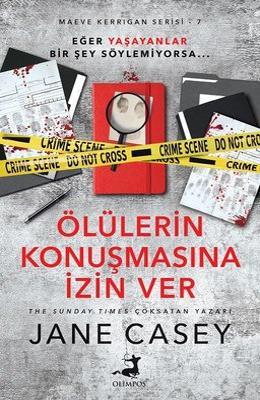 MAEVE KERRIGAN SERİSİ - 7
EĞER YAŞAYANLAR
BİR ŞEY SÖYLEMİYORSA...
CRIME SCENE DO NOT CROSS
CRIME SCENE DO NOT CROSS
CRIME
ÖLÜLERİN
KONUŞMASINA
İZİN VER
THE SUNDAY TIMES ÇOKSATAN YAZARI
JANE CASEY
OLİMPOS